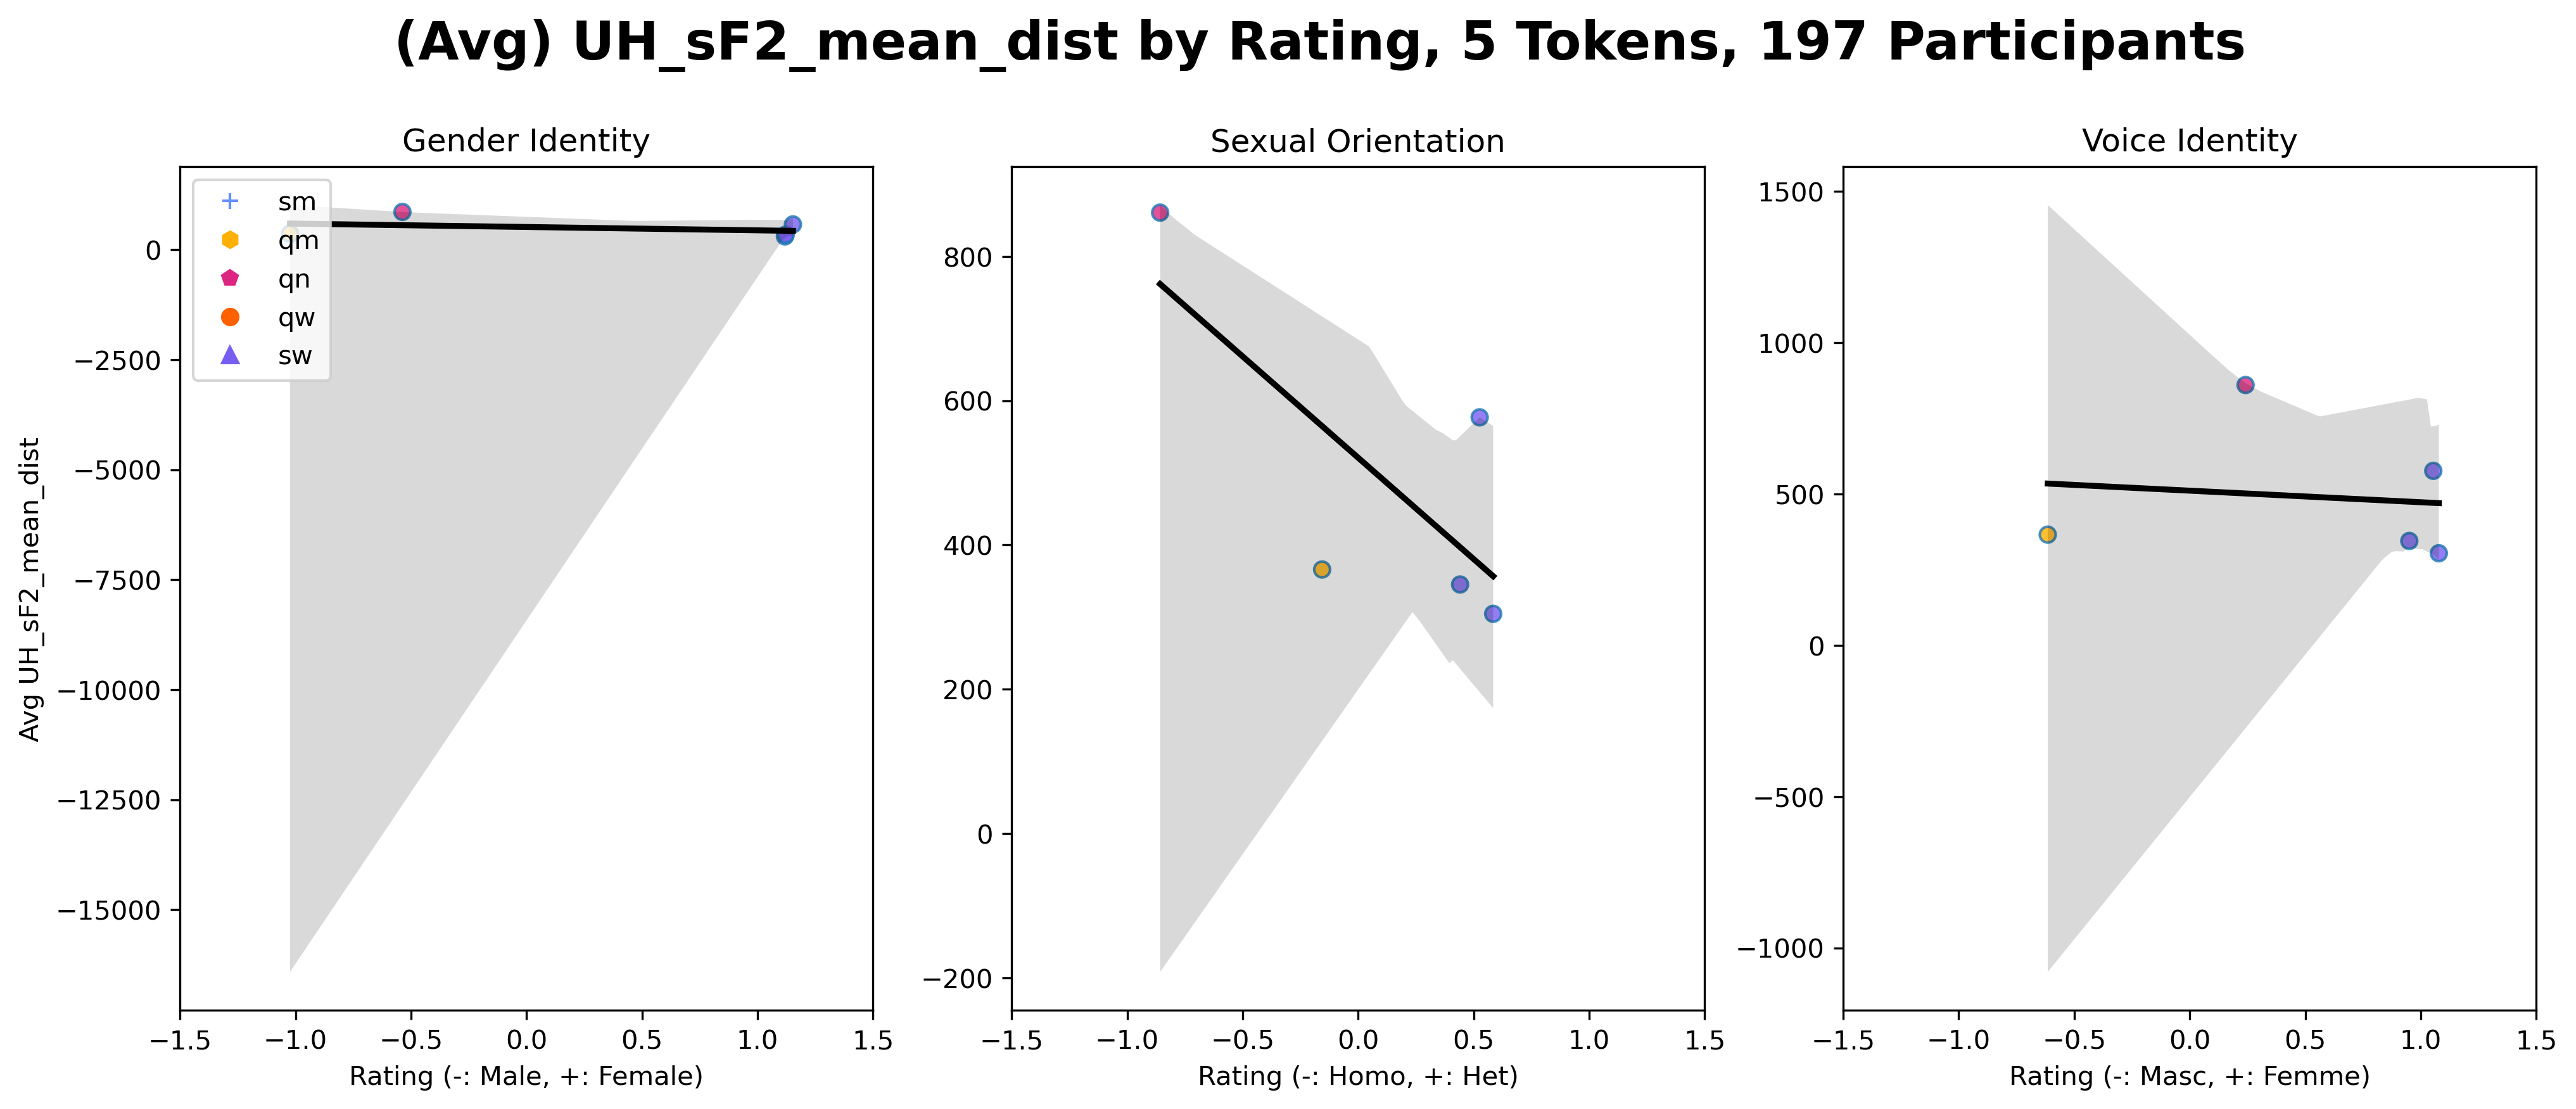 (Avg) UH_sF2_mean_dist by Rating, 5 Tokens, 197 Participants
Gender Identity
sm
qm
qn
qw
sw
0
−2500
−5000
−7500
−10000
−12500
−15000
Avg UH_sF2_mean_dist
−1.5 −1.0 −0.5 0.0 0.5 1.0 1.5
Rating (-: Male, +: Female)
Sexual Orientation
800
600
400
200
0
−200
−1.5 −1.0 −0.5 0.0 0.5 1.0 1.5
Rating (-: Homo, +: Het)
Voice Identity
1500
1000
500
0
−500
−1000
−1.5 −1.0 −0.5 0.0 0.5 1.0 1.5
Rating (-: Masc, +: Femme)